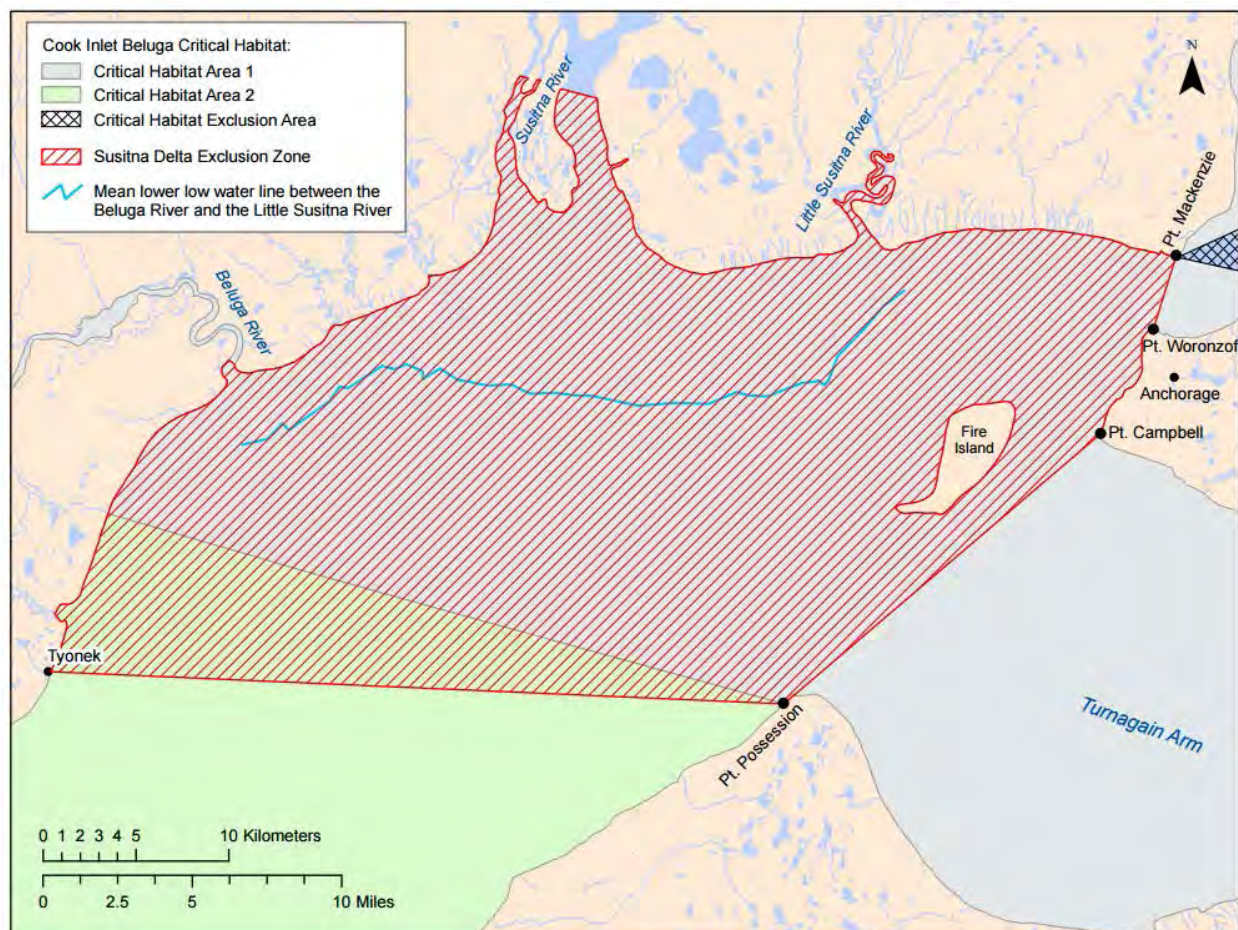 Cook Inlet Beluga Critical Habitat:
Critical Habitat Area 1
Critical Habitat Area 2
Critical Habitat Exclusion Area
Susitna Delta Exclusion Zone
Mean lower low water line between the
Beluga River and the Little Susitna River
Susitna River
Little Susitna River
N
Pt. Mackenzie
Beluga River
Pt. Woronzof
Anchorage
Pt. Campbell
Fire
Island
Tyonek
Pt. Possession
Turnagain Arm
0 1 2 3 4 5 10 Kilometers
0 2.5 5 10 Miles